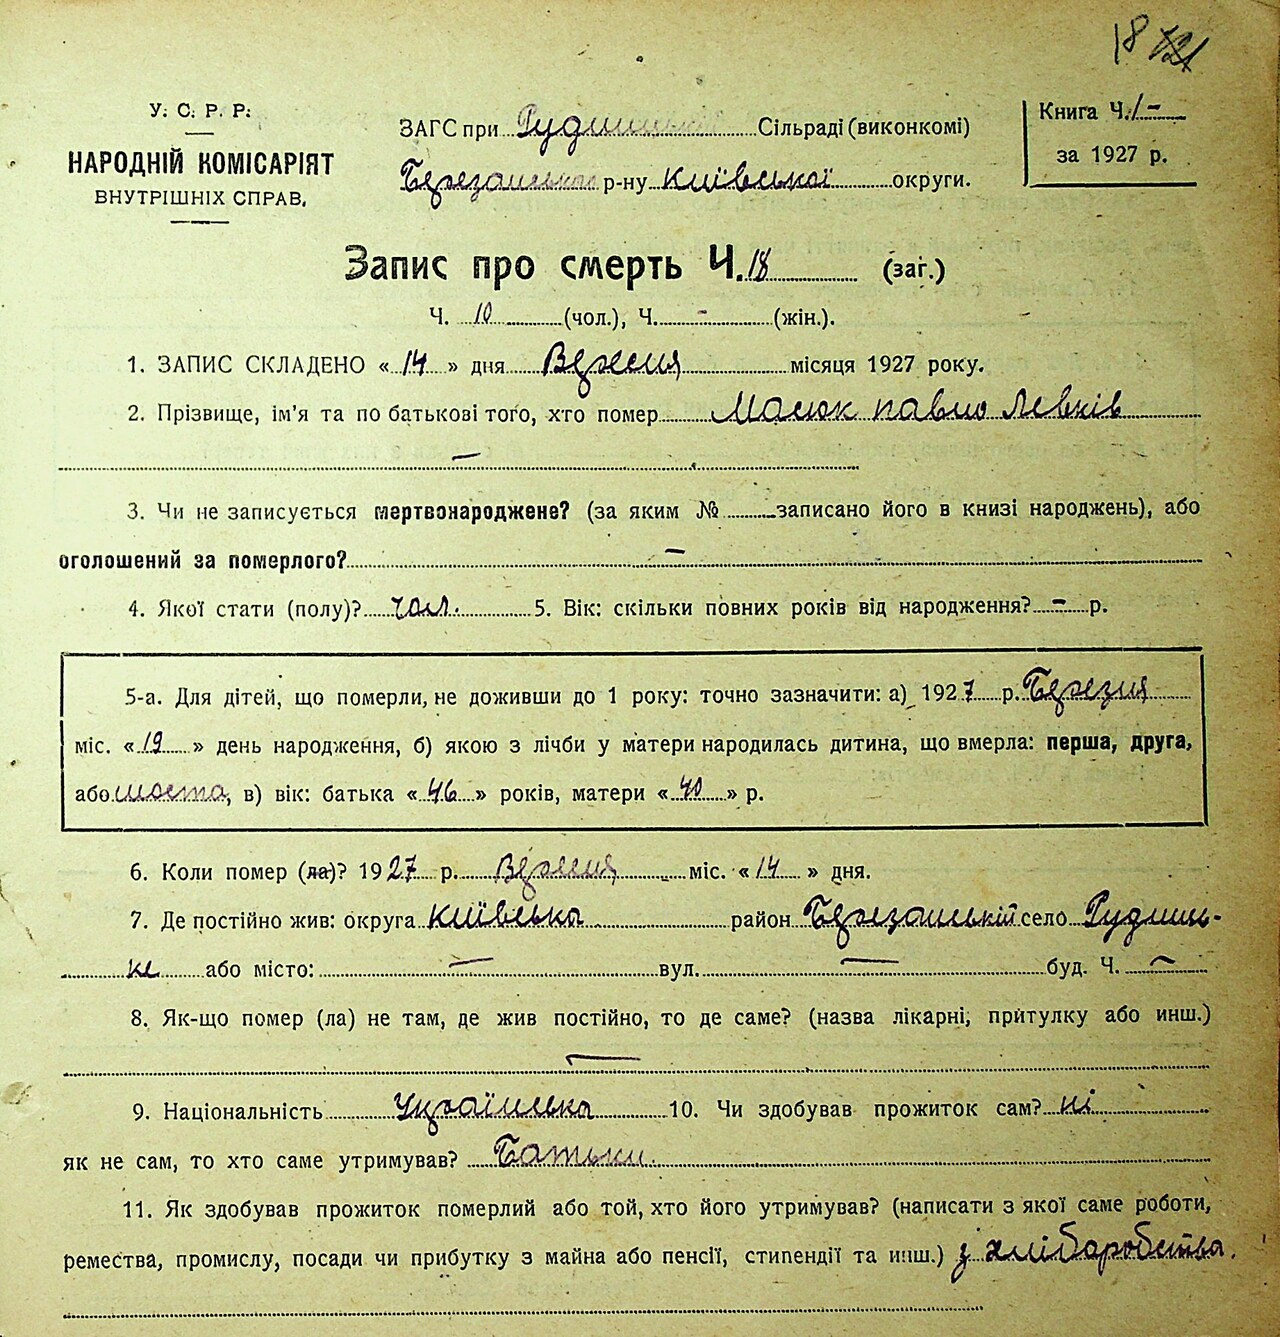 18
У. С. Р. Р.
НАРОДНІЙ КОМІСАРІЯТ
ВНУТРІШНІХ СПРАВ.
ЗАГС при Рудницькій Сільраді (виконкомі)
Березанського р-ну Київської округи.
Книга Ч. 1-
за 1927 р.
Запис про смерть Ч. 18 (заг.)
Ч. 10 (чол.), Ч. - (жін.).
1. ЗАПИС СКЛАДЕНО « 14 » дня Вересня місяця 1927 року.
2. Прізвище, ім'я та по батькові того, хто помер Масюк Павло Левків
—
3. Чи не записується мертвонароджене? (за яким № записано його в книзі народжень), або
оголошений за померлого? —
4. Якої стати (полу)? чол. 5. Вік: скільки повних років від народження? - р.
5-а. Для дітей, що померли, не доживши до 1 року: точно зазначити: а) 1927 р. Березня
міс. « 19 » день народження, б) якою з лічби у матери народилась дитина, що вмерла: перша, друга,
або шоста, в) вік: батька « 46 » років, матери « 40 » р.
6. Коли помер (ла)? 1927 р. Вересня міс. « 14 » дня.
7. Де постійно жив: округа Київська район Березанській село Рудниць-
ке або місто: — вул. — буд. Ч. —
8. Як-що помер (ла) не там, де жив постійно, то де саме? (назва лікарні, притулку або инш.)
—
9. Національність Українська 10. Чи здобував прожиток сам? ні
як не сам, то хто саме утримував? Батьки.
11. Як здобував прожиток померлий або той, хто його утримував? (написати з якої саме роботи,
ремества, промислу, посади чи прибутку з майна або пенсії, стипендії та инш.) з хлібаробства.